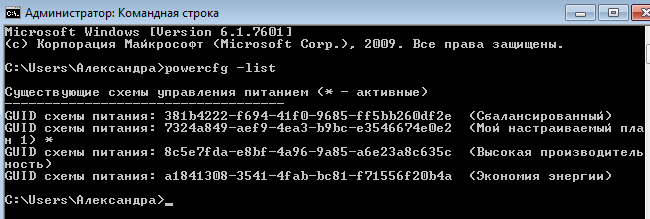 Администратор: Командная строка
Microsoft Windows [Version 6.1.7601]
(c) Корпорация Майкрософт (Microsoft Corp.), 2009. Все права защищены.
C:\Users\Александра>powercfg -list
Существующие схемы управления питанием (* - активные)
-----------------------------------
GUID схемы питания: 381b4222-f694-41f0-9685-ff5bb260df2e  (Сбалансированный)
GUID схемы питания: 7324a849-aef9-4ea3-b9bc-e3546674e0e2  (Мой настраиваемый пла
н 1) *
GUID схемы питания: 8c5e7fda-e8bf-4a96-9a85-a6e23a8c635c  (Высокая производитель
ность)
GUID схемы питания: a1841308-3541-4fab-bc81-f71556f20b4a  (Экономия энергии)
C:\Users\Александра>_